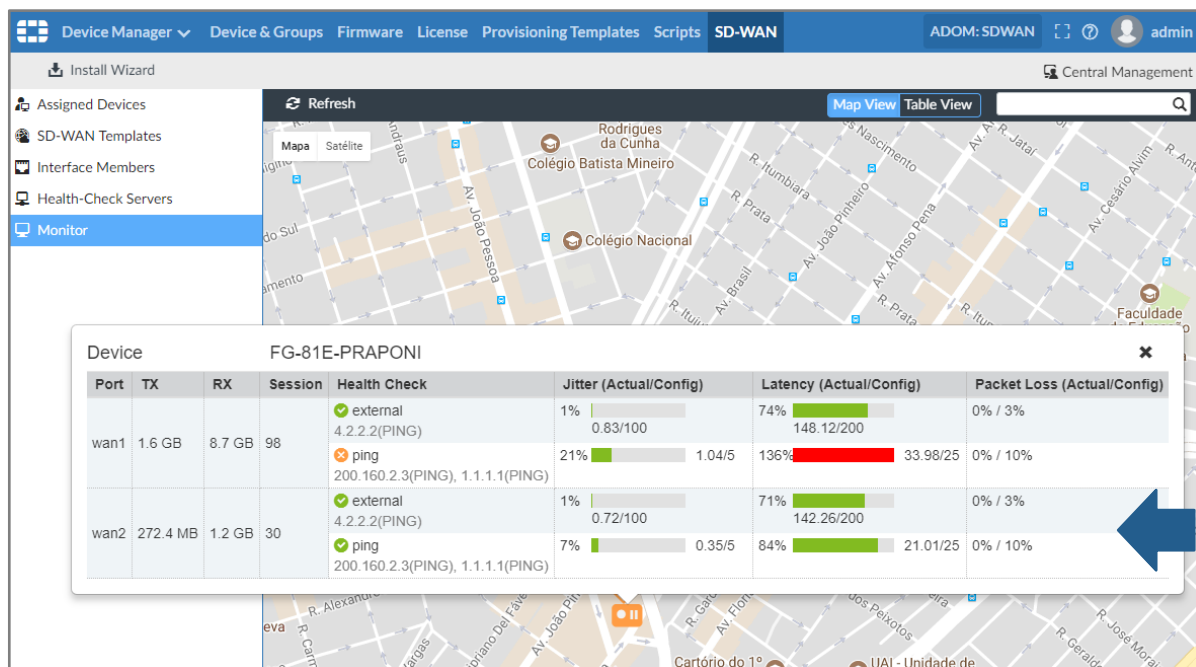 Device Manager Device & Groups Firmware License Provisioning Templates Scripts SD-WAN ADOM: SDWAN admin
Install Wizard Central Management
Assigned Devices
SD-WAN Templates
Interface Members
Health-Check Servers
Monitor
Refresh Map View Table View
Mapa Satélite
Rodrigues
da Cunha
Colégio Batista Mineiro
Colégio Nacional
Av. João Pessoa
R. Itumbiara
R. Prata
Av. João Pinheiro
Av. Afonso Pena
Nascimento
R. Jataí
Av. Cesário Alvim
do Sul
Av. Brasil
R. Prata
Faculdade
Device FG-81E-PRAPONI
Port TX RX Session Health Check Jitter (Actual/Config) Latency (Actual/Config) Packet Loss (Actual/Config)
wan1 1.6 GB 8.7 GB 98
external 1% 74% 0% / 3%
4.2.2.2(PING) 0.83/100 148.12/200
ping 21% 1.04/5 136% 33.98/25 0% / 10%
200.160.2.3(PING), 1.1.1.1(PING)
wan2 272.4 MB 1.2 GB 30
external 1% 71% 0% / 3%
4.2.2.2(PING) 0.72/100 142.26/200
ping 7% 0.35/5 84% 21.01/25 0% / 10%
200.160.2.3(PING), 1.1.1.1(PING)
dos Peixotos
Cartório do 1º
UAI - Unidade de